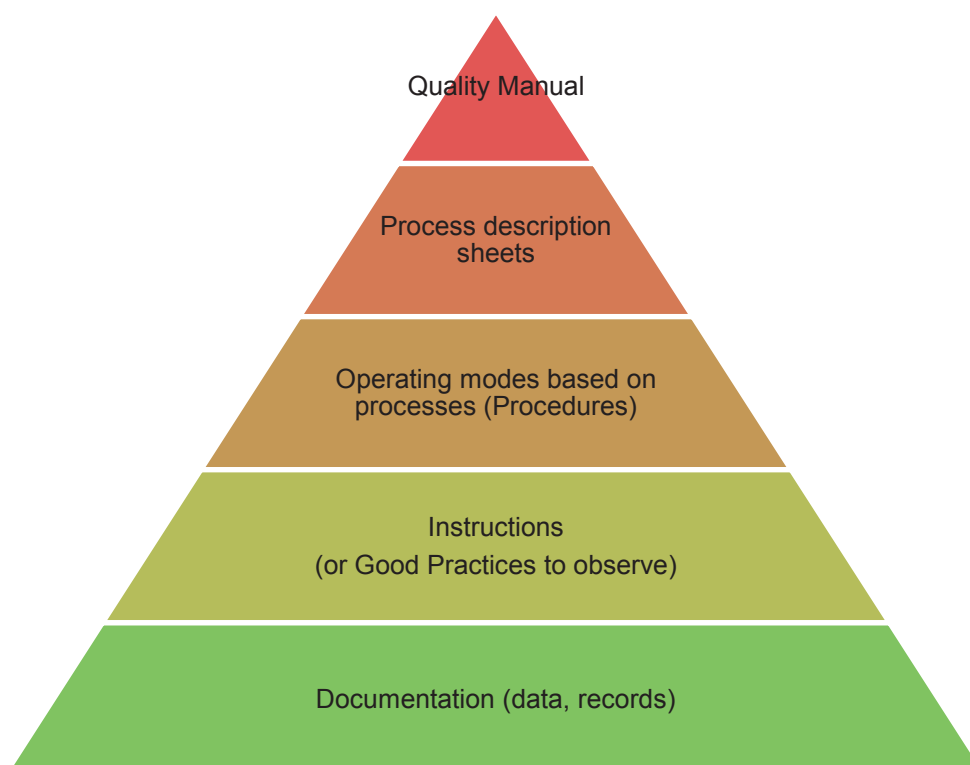 Quality Manual
Process description
sheets
Operating modes based on
processes (Procedures)
Instructions
(or Good Practices to observe)
Documentation (data, records)